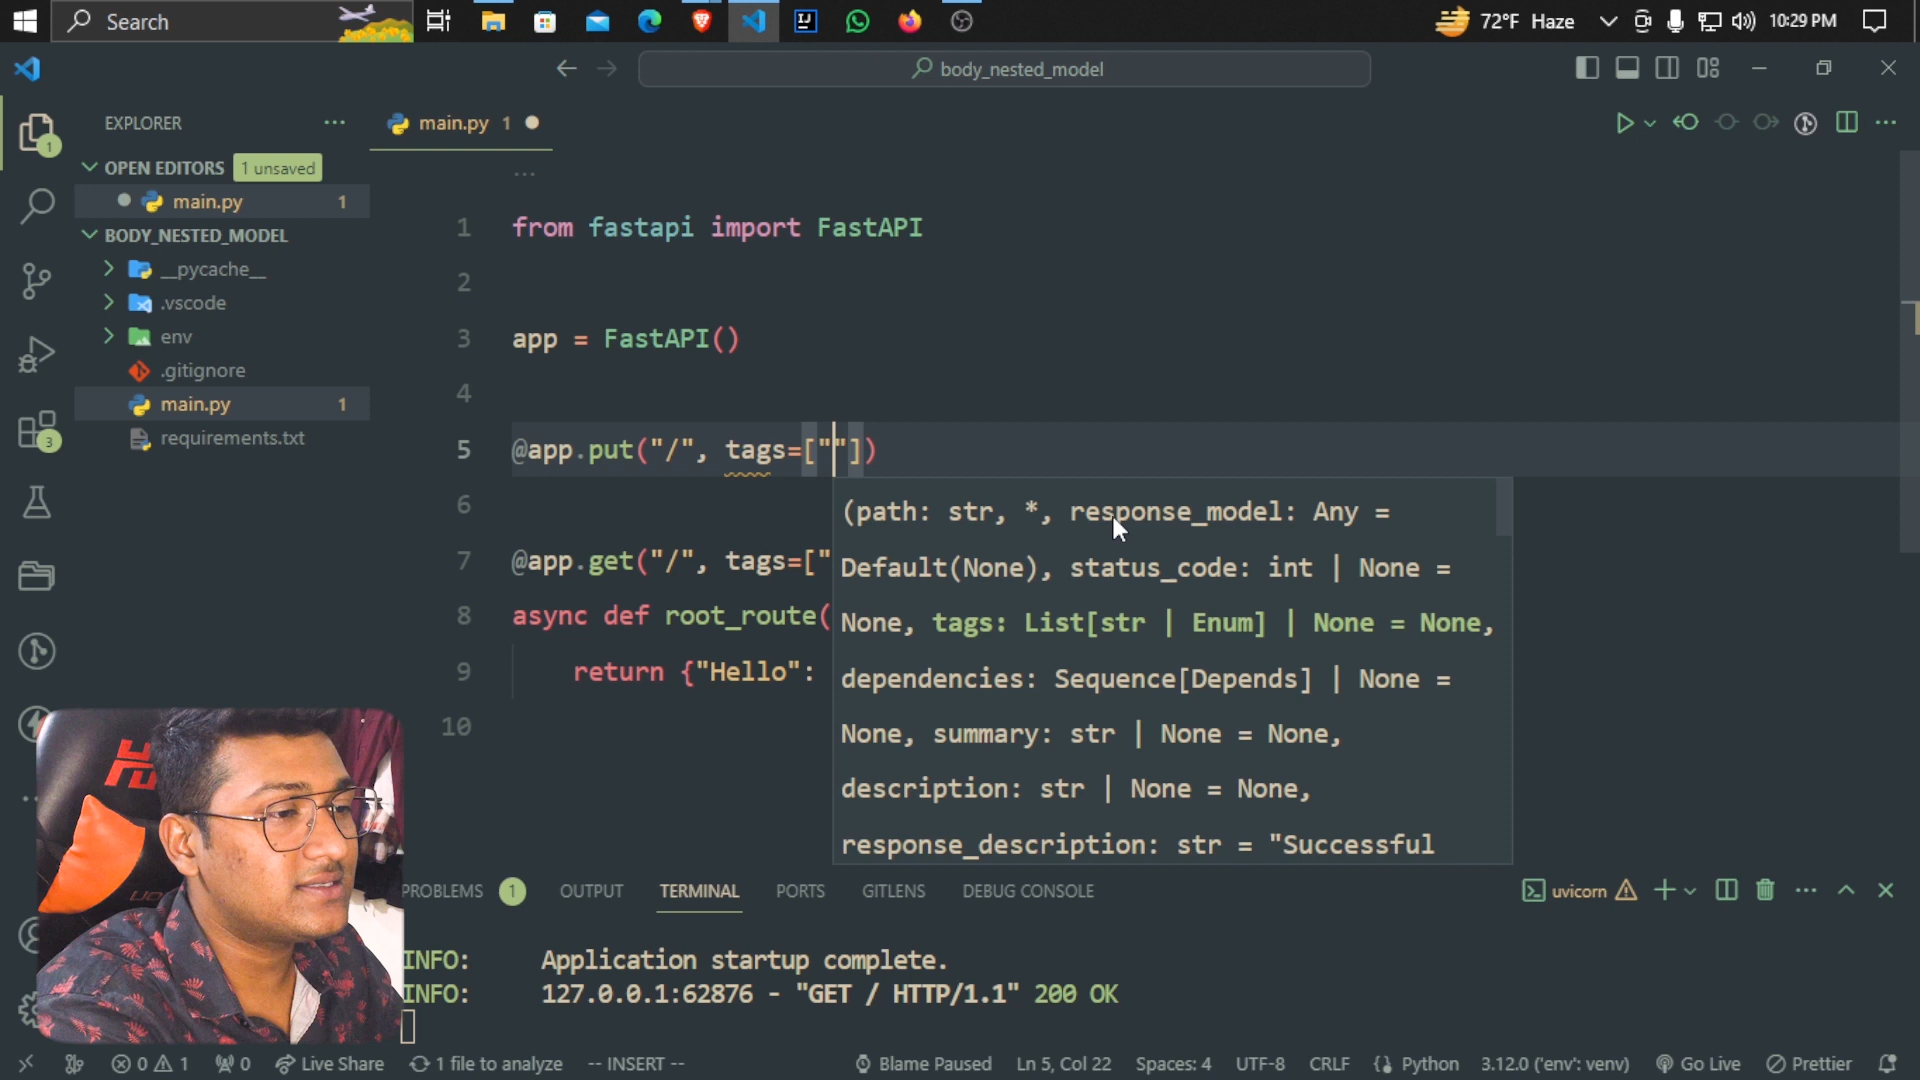 Search
72°F Haze
10:29 PM
body_nested_model
EXPLORER
main.py 1
OPEN EDITORS 1 unsaved
main.py 1
BODY_NESTED_MODEL
__pycache__
.vscode
env
.gitignore
main.py 1
requirements.txt
1 from fastapi import FastAPI
2
3 app = FastAPI()
4
5 @app.put("/", tags=[""])
6
7 @app.get("/", tags=["
8 async def root_route(
9 return {"Hello":
10
(path: str, *, response_model: Any =
Default(None), status_code: int | None =
None, tags: List[str | Enum] | None = None,
dependencies: Sequence[Depends] | None =
None, summary: str | None = None,
description: str | None = None,
response_description: str = "Successful
PROBLEMS 1 OUTPUT TERMINAL PORTS GITLENS DEBUG CONSOLE
uvicorn
INFO: Application startup complete.
INFO: 127.0.0.1:62876 - "GET / HTTP/1.1" 200 OK
0 1 0 Live Share 1 file to analyze -- INSERT -- Blame Paused Ln 5, Col 22 Spaces: 4 UTF-8 CRLF Python 3.12.0 ('env': venv) Go Live Prettier